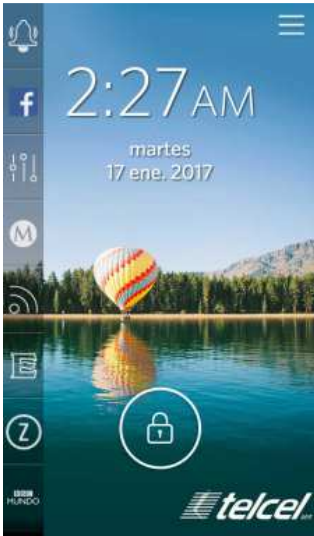 2:27AM
martes
17 ene. 2017
f
M
Z
BBC
MUNDO
telcel